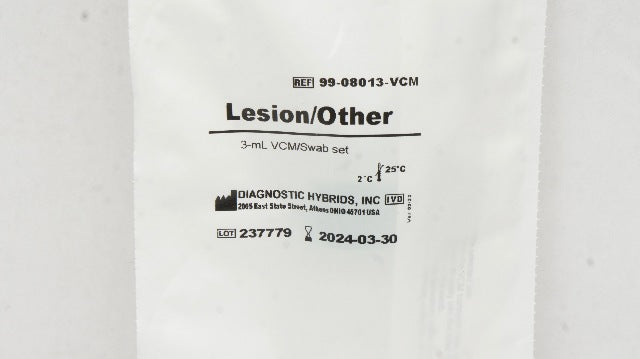 REF 99-08013-VCM
Lesion/Other
3-mL VCM/Swab set
2°C 25°C
DIAGNOSTIC HYBRIDS, INC IVD
2005 East State Street, Athens OHIO 45701 USA
LOT 237779 2024-03-30